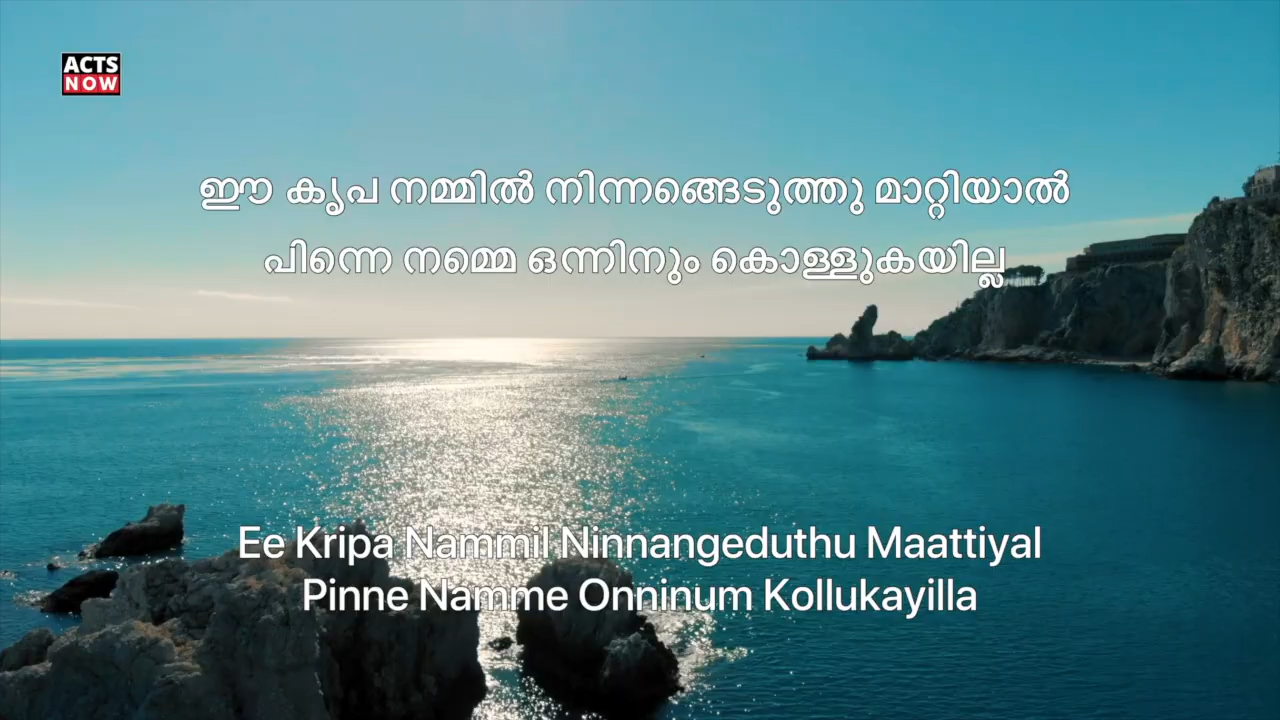 ACTS
NOW
ഈ കൃപ നമ്മിൽ നിന്നങ്ങെടുത്തു മാറ്റിയാൽ
പിന്നെ നമ്മെ ഒന്നിനും കൊള്ളുകയില്ല
Ee Kripa Nammil Ninnangeduthu Maattiyal
Pinne Namme Onninum Kollukayilla